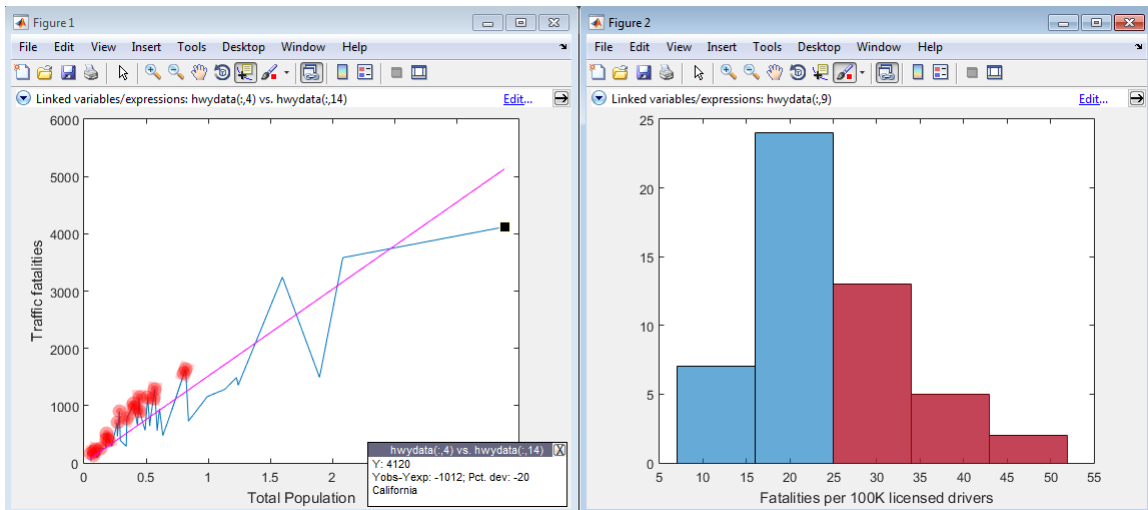 Figure 1
File Edit View Insert Tools Desktop Window Help
Linked variables/expressions: hwydata(:,4) vs. hwydata(:,14) Edit...
6000
5000
4000
3000
2000
1000
0
Traffic fatalities
0 0.5 1 1.5 2
Total Population
hwydata(:,4) vs. hwydata(:,14) X
Y: 4120
Yobs-Yexp: -1012; Pct. dev: -20
California
Figure 2
File Edit View Insert Tools Desktop Window Help
Linked variables/expressions: hwydata(:,9) Edit...
25
20
15
10
5
0
5 10 15 20 25 30 35 40 45 50 55
Fatalities per 100K licensed drivers